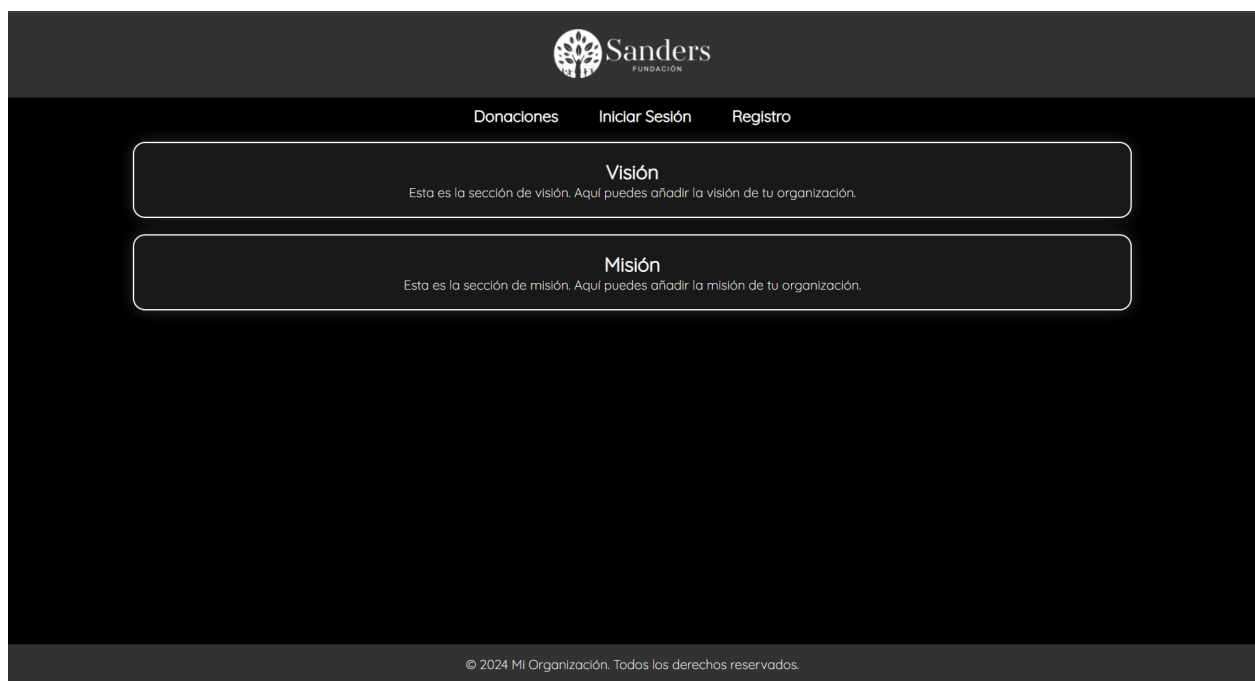 Sanders
FUNDACIÓN
Donaciones Iniciar Sesión Registro
Visión
Esta es la sección de visión. Aquí puedes añadir la visión de tu organización.
Misión
Esta es la sección de misión. Aquí puedes añadir la misión de tu organización.
© 2024 Mi Organización. Todos los derechos reservados.